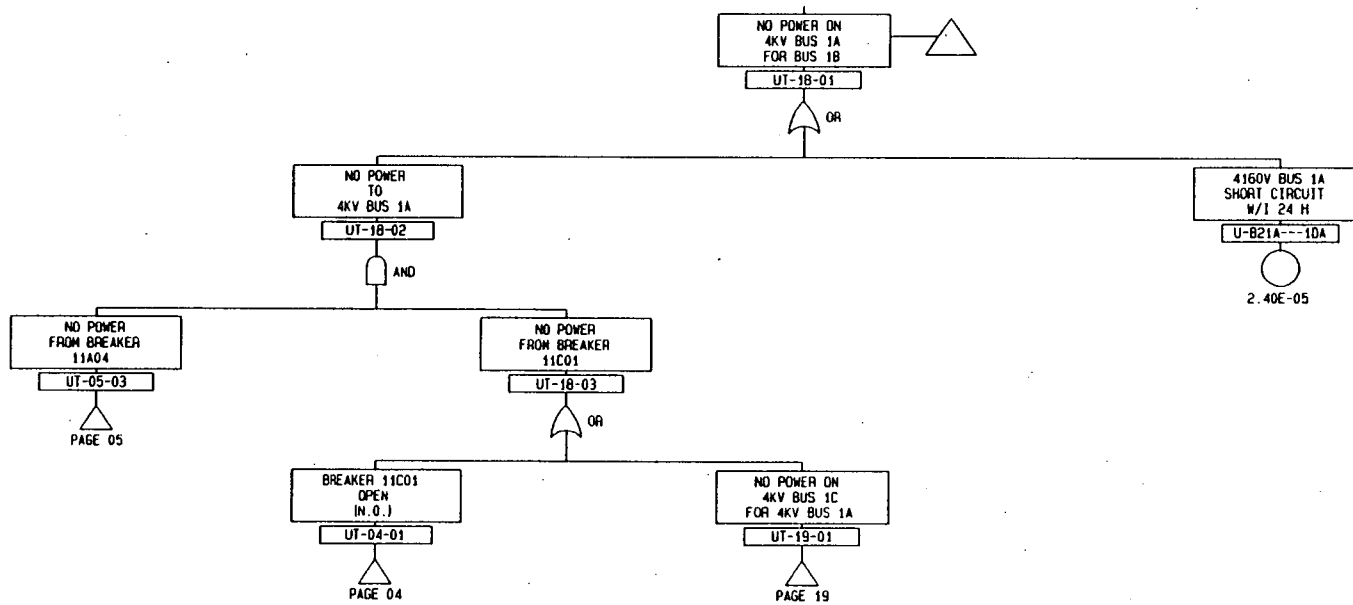 NO POWER ON
4KV BUS 1A
FOR BUS 1B
UT-18-01
OR
NO POWER
TO
4KV BUS 1A
UT-18-02
AND
4160V BUS 1A
SHORT CIRCUIT
W/I 24 H
U-B21A---1DA
2.40E-05
NO POWER
FROM BREAKER
11A04
UT-05-03
PAGE 05
NO POWER
FROM BREAKER
11C01
UT-18-03
OR
BREAKER 11C01
OPEN
(N.O.)
UT-04-01
PAGE 04
NO POWER ON
4KV BUS 1C
FOR 4KV BUS 1A
UT-19-01
PAGE 19